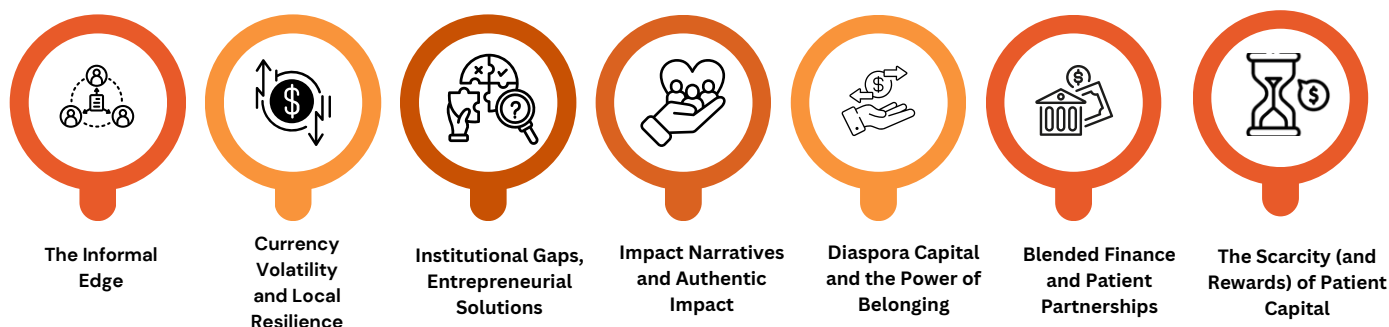 The Informal
Edge
Currency
Volatility
and Local
Resilience
Institutional Gaps,
Entrepreneurial
Solutions
Impact Narratives
and Authentic
Impact
Diaspora Capital
and the Power of
Belonging
Blended Finance
and Patient
Partnerships
The Scarcity (and
Rewards) of Patient
Capital